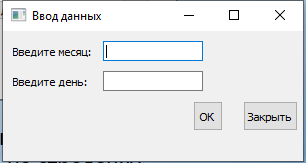 Ввод данных
Введите месяц:
Введите день:
OK Закрыть